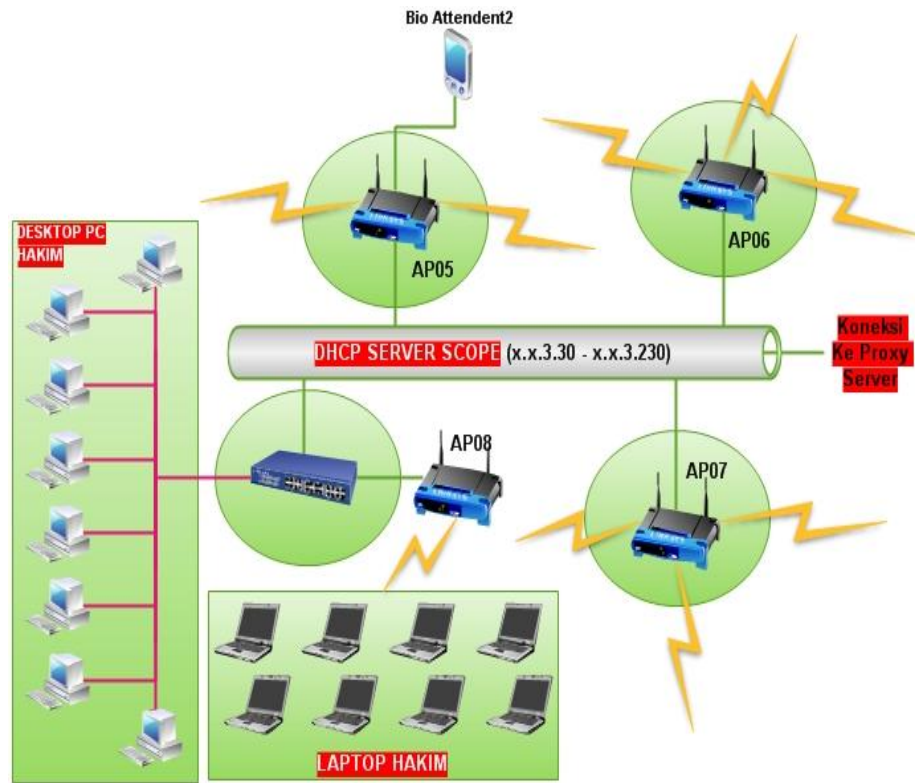 Bio Attendent2
AP05
AP06
DESKTOP PC
HAKIM
DHCP SERVER SCOPE (x.x.3.30 - x.x.3.230)
Koneksi
Ke Proxy
Server
AP08
AP07
LAPTOP HAKIM